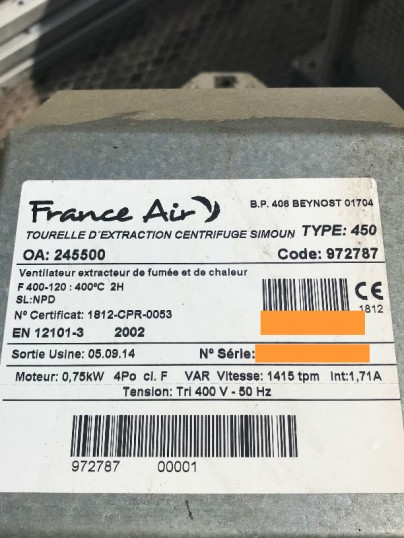 France Air
B.P. 406 BEYNOST 01704
TOURELLE D'EXTRACTION CENTRIFUGE SIMOUN TYPE: 450
OA: 245500 Code: 972787
Ventilateur extracteur de fumée et de chaleur
F 400-120 : 400°C 2H
SL:NPD
N° Certificat: 1812-CPR-0053
CE
1812
EN 12101-3 2002
Sortie Usine: 05.09.14 N° Série:
Moteur: 0,75kW 4Po cl. F VAR Vitesse: 1415 tpm Int:1,71A
Tension: Tri 400 V - 50 Hz
972787 00001